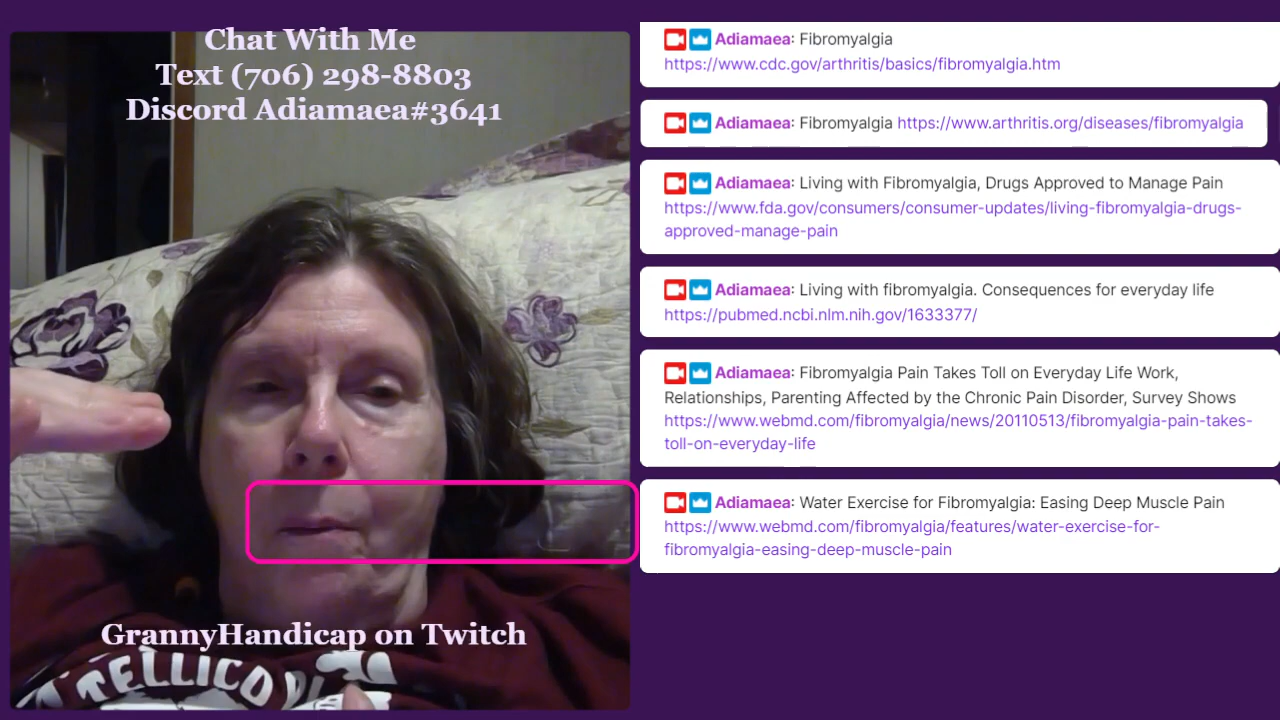 Chat With Me
Text (706) 298-8803
Discord Adiamaea#3641
GrannyHandicap on Twitch
TELLICO
Adiamaea: Fibromyalgia
https://www.cdc.gov/arthritis/basics/fibromyalgia.htm
Adiamaea: Fibromyalgia https://www.arthritis.org/diseases/fibromyalgia
Adiamaea: Living with Fibromyalgia, Drugs Approved to Manage Pain
https://www.fda.gov/consumers/consumer-updates/living-fibromyalgia-drugs-
approved-manage-pain
Adiamaea: Living with fibromyalgia. Consequences for everyday life
https://pubmed.ncbi.nlm.nih.gov/1633377/
Adiamaea: Fibromyalgia Pain Takes Toll on Everyday Life Work,
Relationships, Parenting Affected by the Chronic Pain Disorder, Survey Shows
https://www.webmd.com/fibromyalgia/news/20110513/fibromyalgia-pain-takes-
toll-on-everyday-life
Adiamaea: Water Exercise for Fibromyalgia: Easing Deep Muscle Pain
https://www.webmd.com/fibromyalgia/features/water-exercise-for-
fibromyalgia-easing-deep-muscle-pain